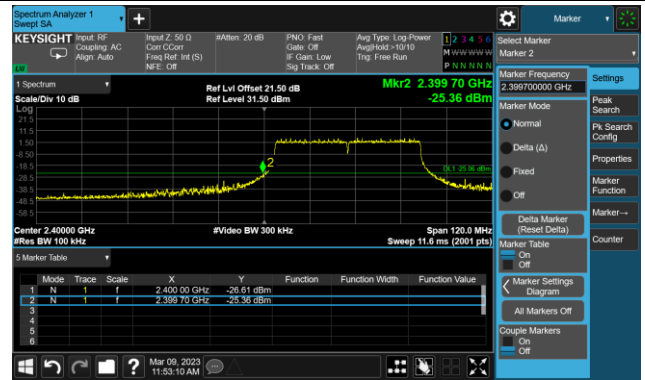 Spectrum Analyzer 1
Swept SA
Marker
KEYSIGHT Input: RF
Coupling: AC
Align: Auto
Input Z: 50 Ω
Corr CCorr
Freq Ref: Int (S)
NFE: Off
#Atten: 20 dB
PNO: Fast
Gate: Off
IF Gain: Low
Sig Track: Off
Avg Type: Log-Power
Avg|Hold:>10/10
Trig: Free Run
1 2 3 4 5 6
M W W W W W
P N N N N N
Select Marker
Marker 2
LM
1 Spectrum
Scale/Div 10 dB
Ref Lvl Offset 21.50 dB
Ref Level 31.50 dBm
Mkr2 2.399 70 GHz
-25.36 dBm
Log
21.5
11.5
1.50
-8.50
-18.5
-28.5
-38.5
-48.5
-58.5
2
DL1 -25.06 dBm
Center 2.40000 GHz
#Res BW 100 kHz
#Video BW 300 kHz
Span 120.0 MHz
Sweep 11.6 ms (2001 pts)
5 Marker Table
Mode Trace Scale X Y Function Function Width Function Value
1 N 1 f 2.400 00 GHz -26.61 dBm
2 N 1 f 2.399 70 GHz -25.36 dBm
3
4
5
6
Marker Frequency
2.399700000 GHz
Marker Mode
Normal
Delta (Δ)
Fixed
Off
Delta Marker
(Reset Delta)
Marker Table
On
Off
Marker Settings
Diagram
All Markers Off
Couple Markers
On
Off
Settings
Peak
Search
Pk Search
Config
Properties
Marker
Function
Marker→
Counter
?
Mar 09, 2023
11:53:10 AM